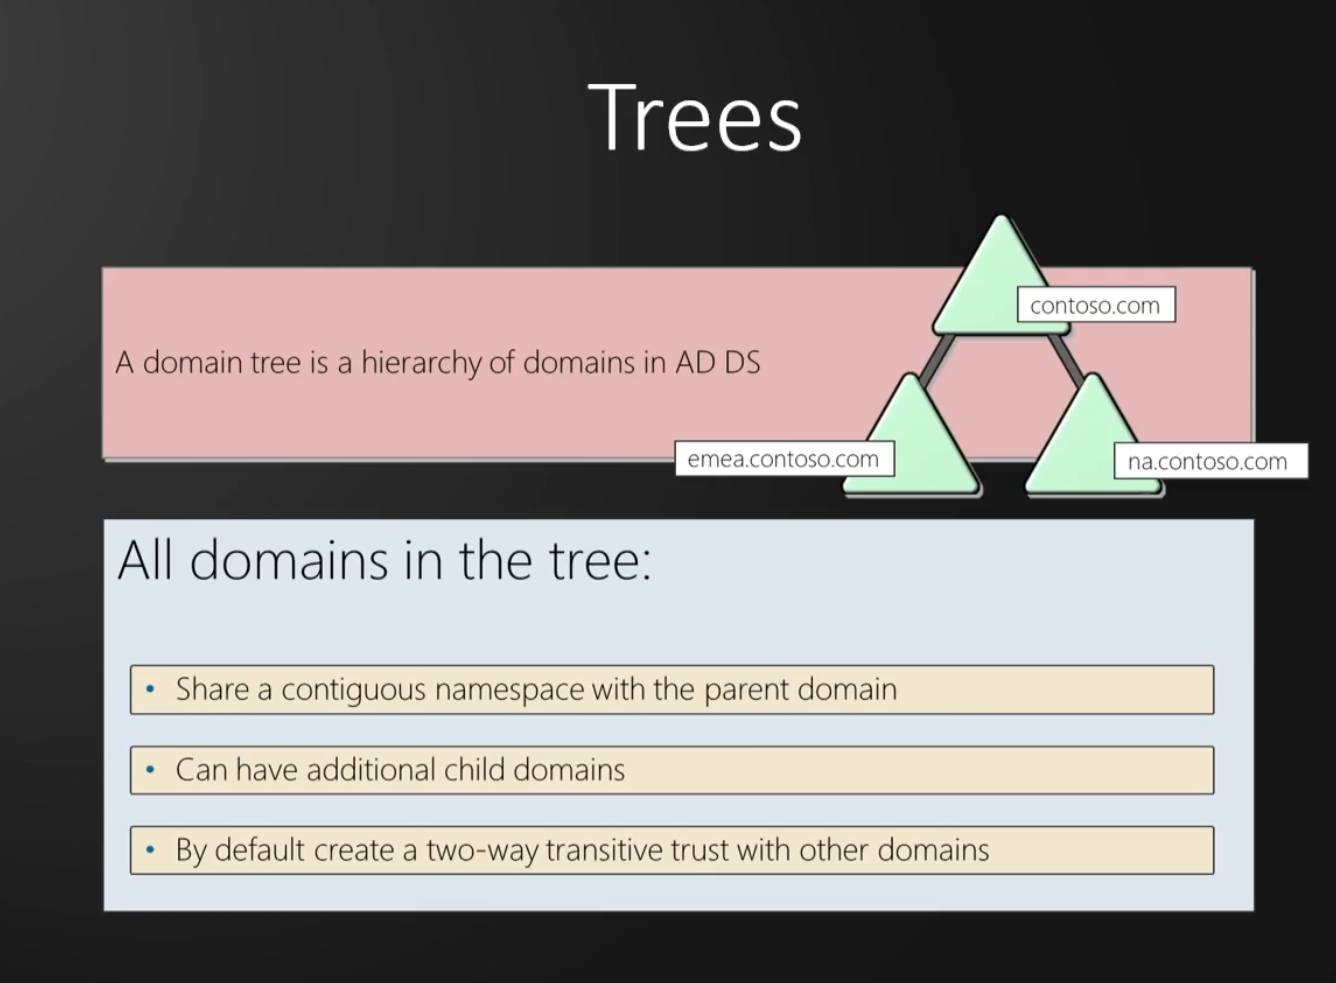 Trees
contoso.com
A domain tree is a hierarchy of domains in AD DS
emea.contoso.com
na.contoso.com
All domains in the tree:
• Share a contiguous namespace with the parent domain
• Can have additional child domains
• By default create a two-way transitive trust with other domains